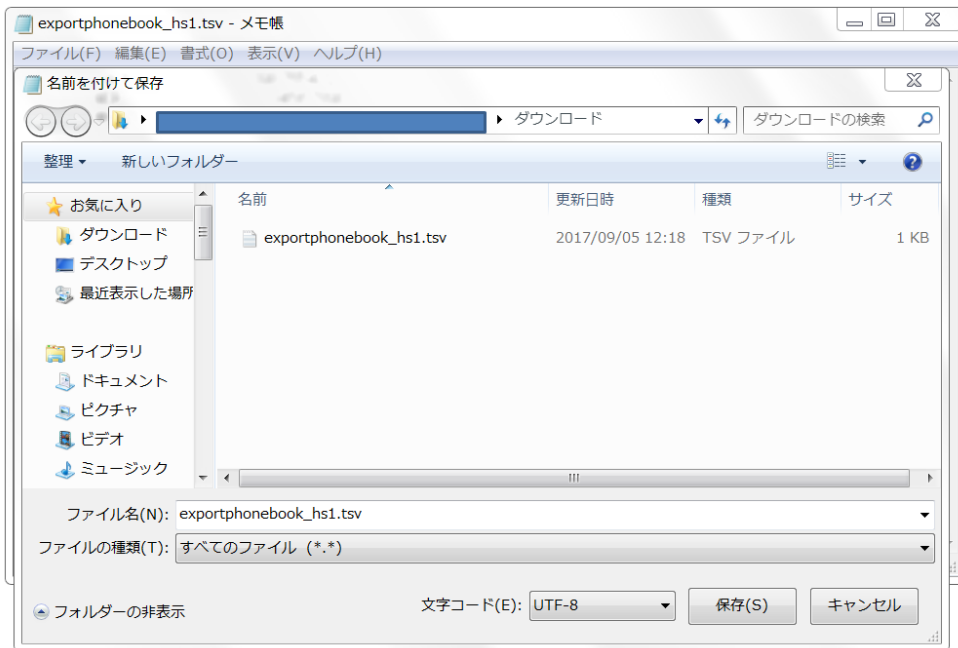 exportphonebook_hs1.tsv - メモ帳
ファイル(F) 編集(E) 書式(O) 表示(V) ヘルプ(H)
名前を付けて保存
ダウンロード ダウンロードの検索
整理 新しいフォルダー
お気に入り
ダウンロード
デスクトップ
最近表示した場所
ライブラリ
ドキュメント
ピクチャ
ビデオ
ミュージック
名前 更新日時 種類 サイズ
exportphonebook_hs1.tsv 2017/09/05 12:18 TSV ファイル 1 KB
ファイル名(N): exportphonebook_hs1.tsv
ファイルの種類(T): すべてのファイル (*.*)
フォルダーの非表示 文字コード(E): UTF-8 保存(S) キャンセル